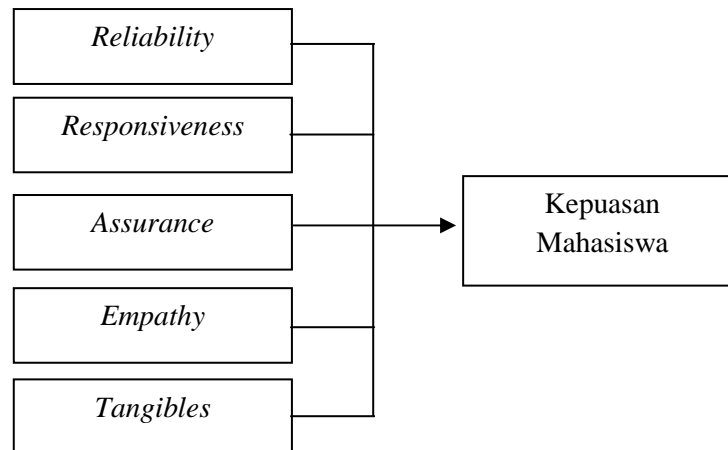 Reliability
Responsiveness
Assurance
Empathy
Tangibles
Kepuasan
Mahasiswa